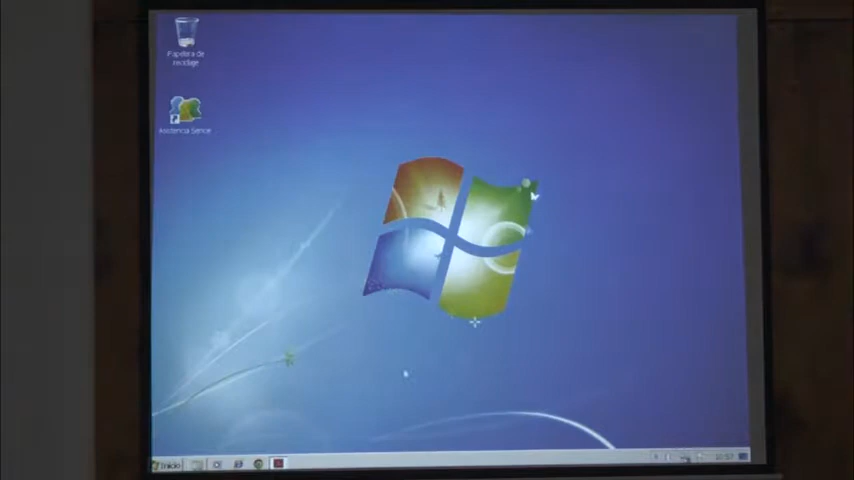 Papelera de
reciclaje
Asistencia Sence
Inicio